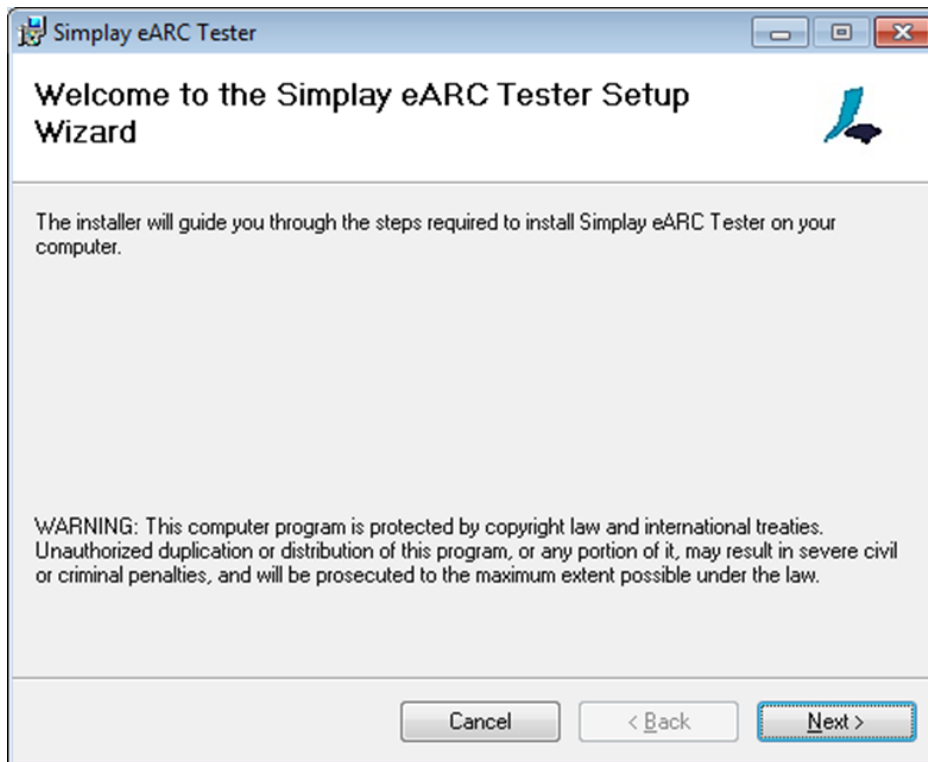 Simplay eARC Tester
Welcome to the Simplay eARC Tester Setup
Wizard
The installer will guide you through the steps required to install Simplay eARC Tester on your
computer.
WARNING: This computer program is protected by copyright law and international treaties.
Unauthorized duplication or distribution of this program, or any portion of it, may result in severe civil
or criminal penalties, and will be prosecuted to the maximum extent possible under the law.
Cancel
< Back
Next >